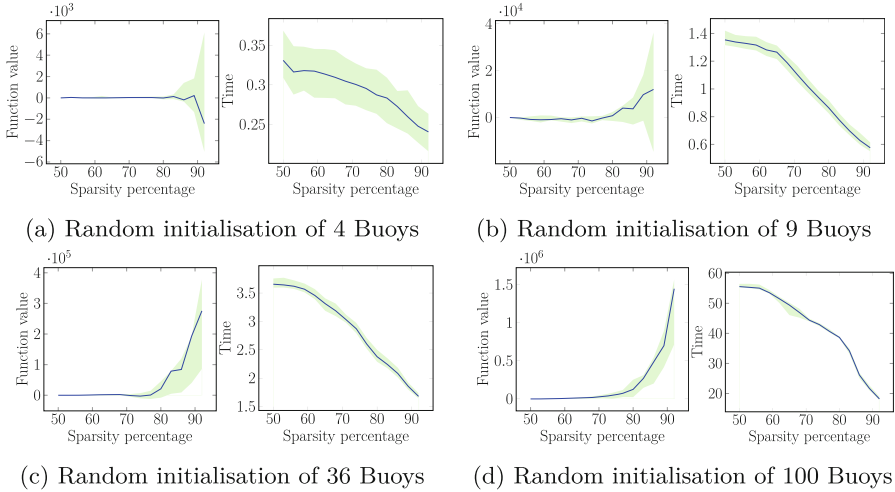 ·10³
6
4
2
0
−2
−4
−6
Function value
50 60 70 80 90
Sparsity percentage
0.35
0.3
0.25
Time
50 60 70 80 90
Sparsity percentage
(a) Random initialisation of 4 Buoys
·10⁴
4
2
0
Function value
50 60 70 80 90
Sparsity percentage
1.4
1.2
1
0.8
0.6
Time
50 60 70 80 90
Sparsity percentage
(b) Random initialisation of 9 Buoys
·10⁵
4
3
2
1
0
Function value
50 60 70 80 90
Sparsity percentage
3.5
3
2.5
2
1.5
Time
50 60 70 80 90
Sparsity percentage
(c) Random initialisation of 36 Buoys
·10⁶
1.5
1
0.5
0
Function value
50 60 70 80 90
Sparsity percentage
60
50
40
30
20
Time
50 60 70 80 90
Sparsity percentage
(d) Random initialisation of 100 Buoys